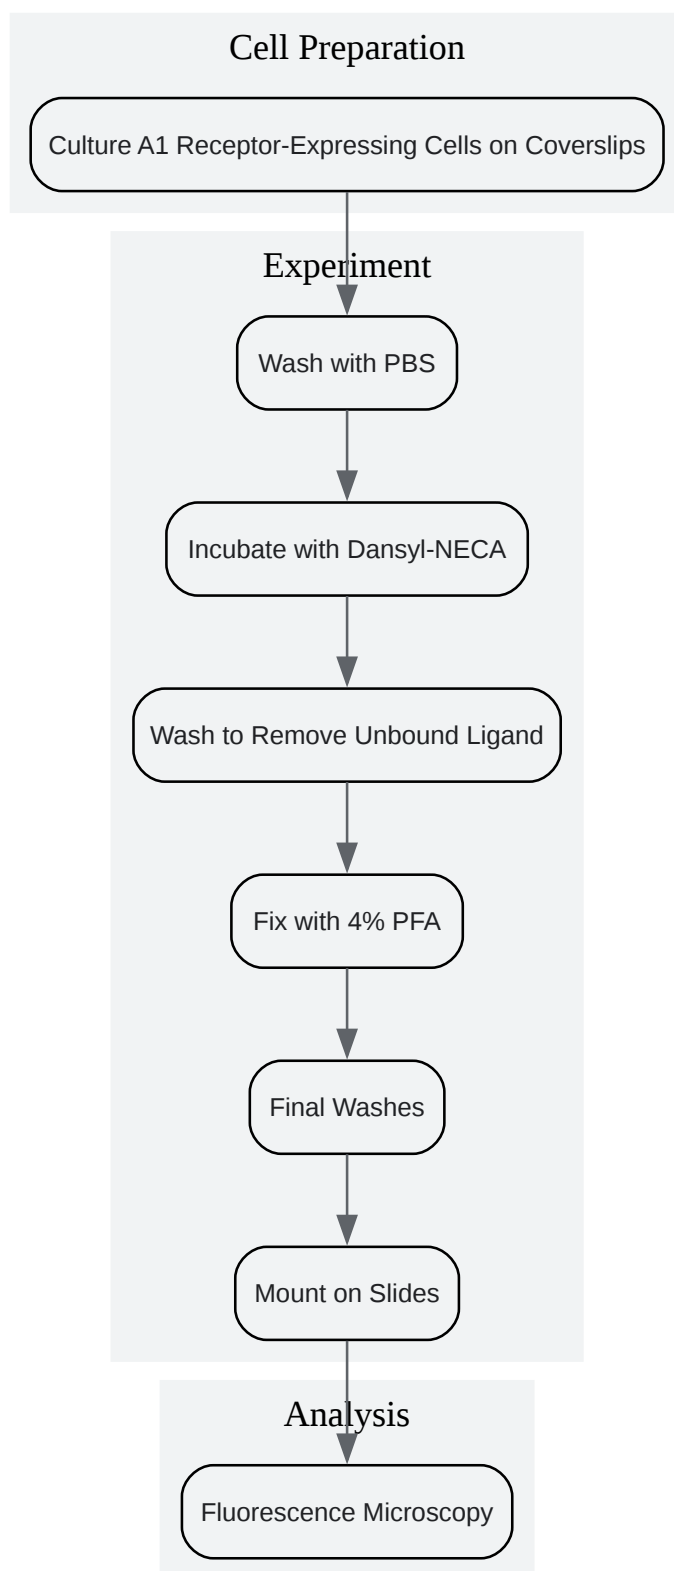 Cell Preparation
Culture A1 Receptor-Expressing Cells on Coverslips
Experiment
Wash with PBS
Incubate with Dansyl-NECA
Wash to Remove Unbound Ligand
Fix with 4% PFA
Final Washes
Mount on Slides
Analysis
Fluorescence Microscopy